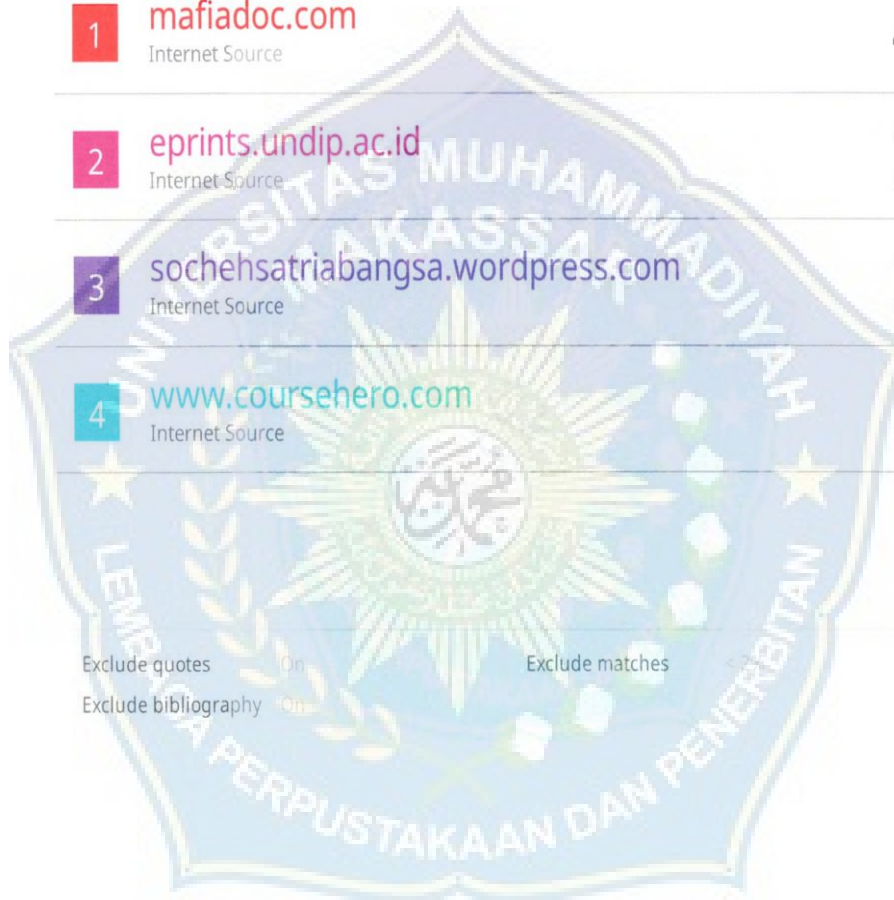 1 mafiadoc.com
Internet Source
2 eprints.undip.ac.id
Internet Source
3 sochehsatriabangsa.wordpress.com
Internet Source
4 www.coursehero.com
Internet Source
Exclude quotes On
Exclude matches <
Exclude bibliography On
UNIVERSITAS MUHAMMADIYAH
MAKASSAR
LEMBAGA PERPUSTAKAAN DAN PENERBITAN